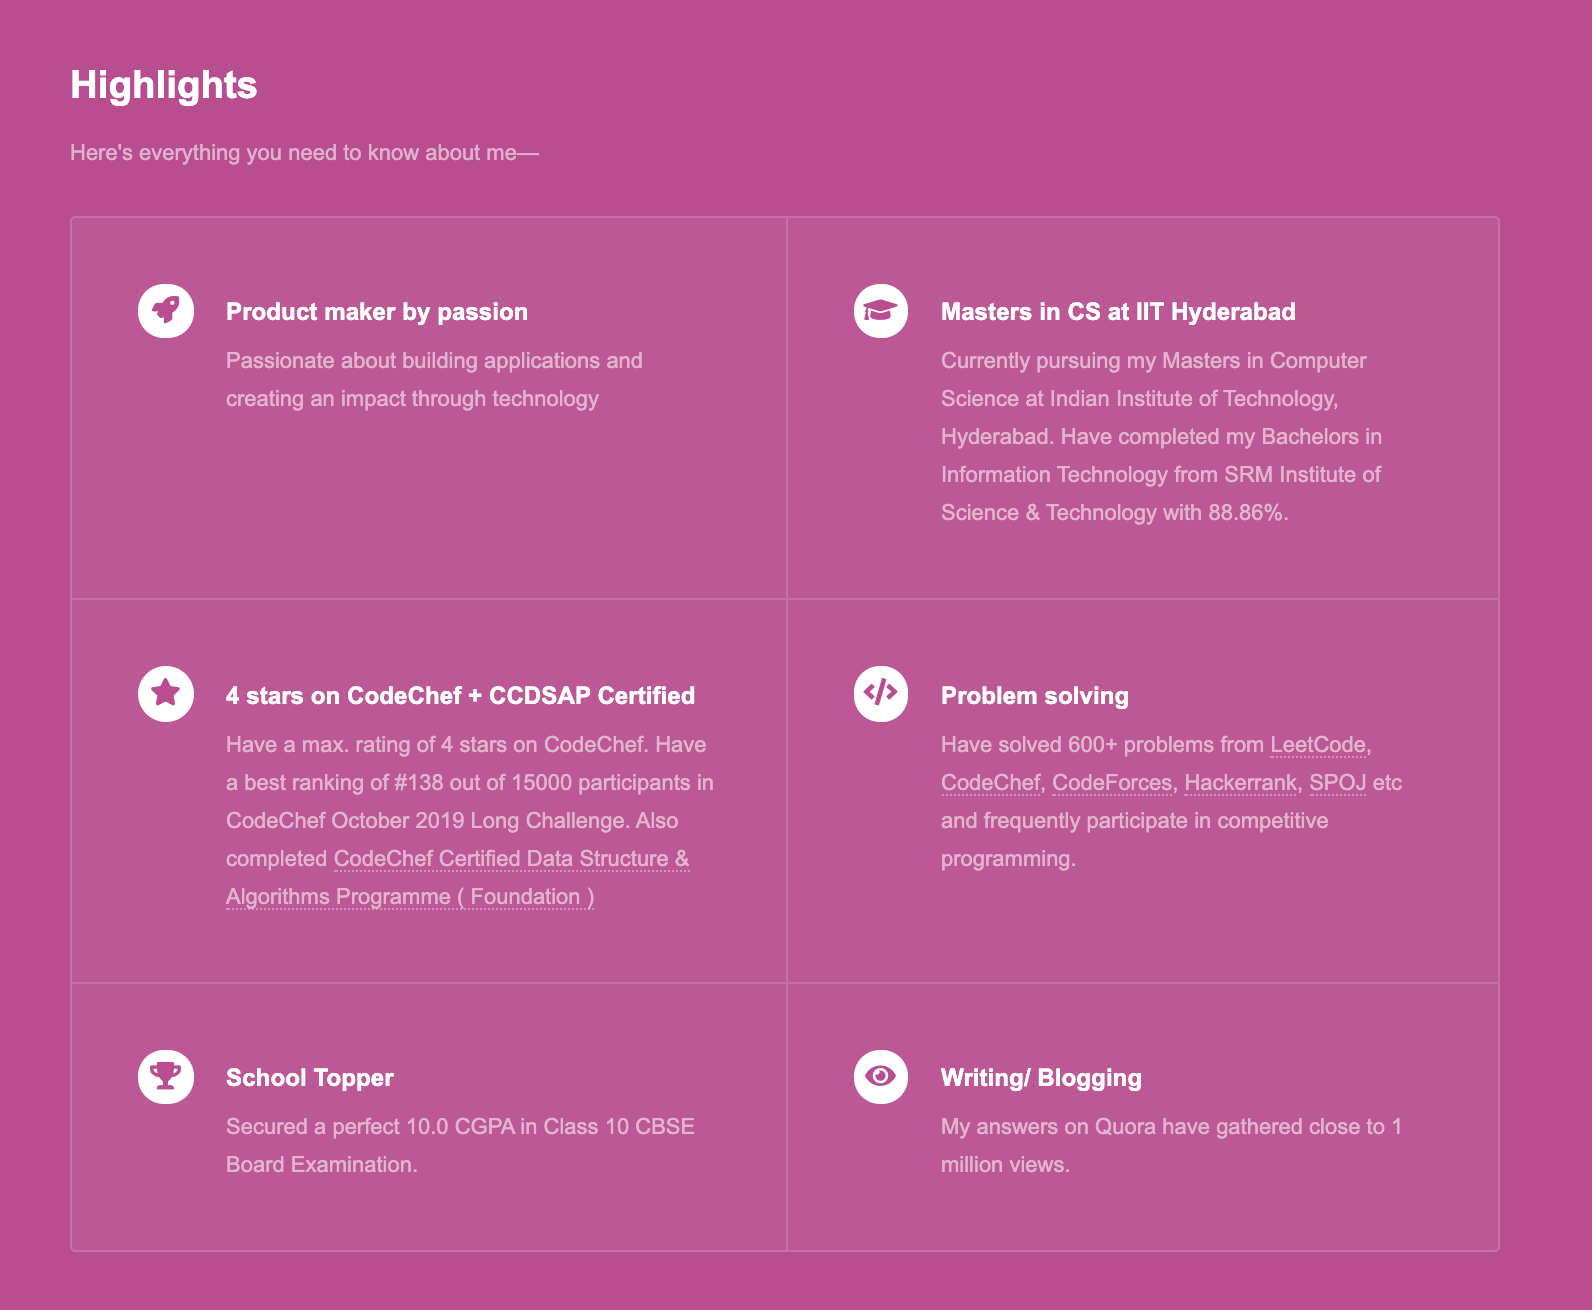 Highlights
Here's everything you need to know about me—
Product maker by passion
Passionate about building applications and
creating an impact through technology
Masters in CS at IIT Hyderabad
Currently pursuing my Masters in Computer
Science at Indian Institute of Technology,
Hyderabad. Have completed my Bachelors in
Information Technology from SRM Institute of
Science & Technology with 88.86%.
4 stars on CodeChef + CCDSAP Certified
Have a max. rating of 4 stars on CodeChef. Have
a best ranking of #138 out of 15000 participants in
CodeChef October 2019 Long Challenge. Also
completed CodeChef Certified Data Structure &
Algorithms Programme ( Foundation )
Problem solving
Have solved 600+ problems from LeetCode,
CodeChef, CodeForces, Hackerrank, SPOJ etc
and frequently participate in competitive
programming.
School Topper
Secured a perfect 10.0 CGPA in Class 10 CBSE
Board Examination.
Writing/ Blogging
My answers on Quora have gathered close to 1
million views.